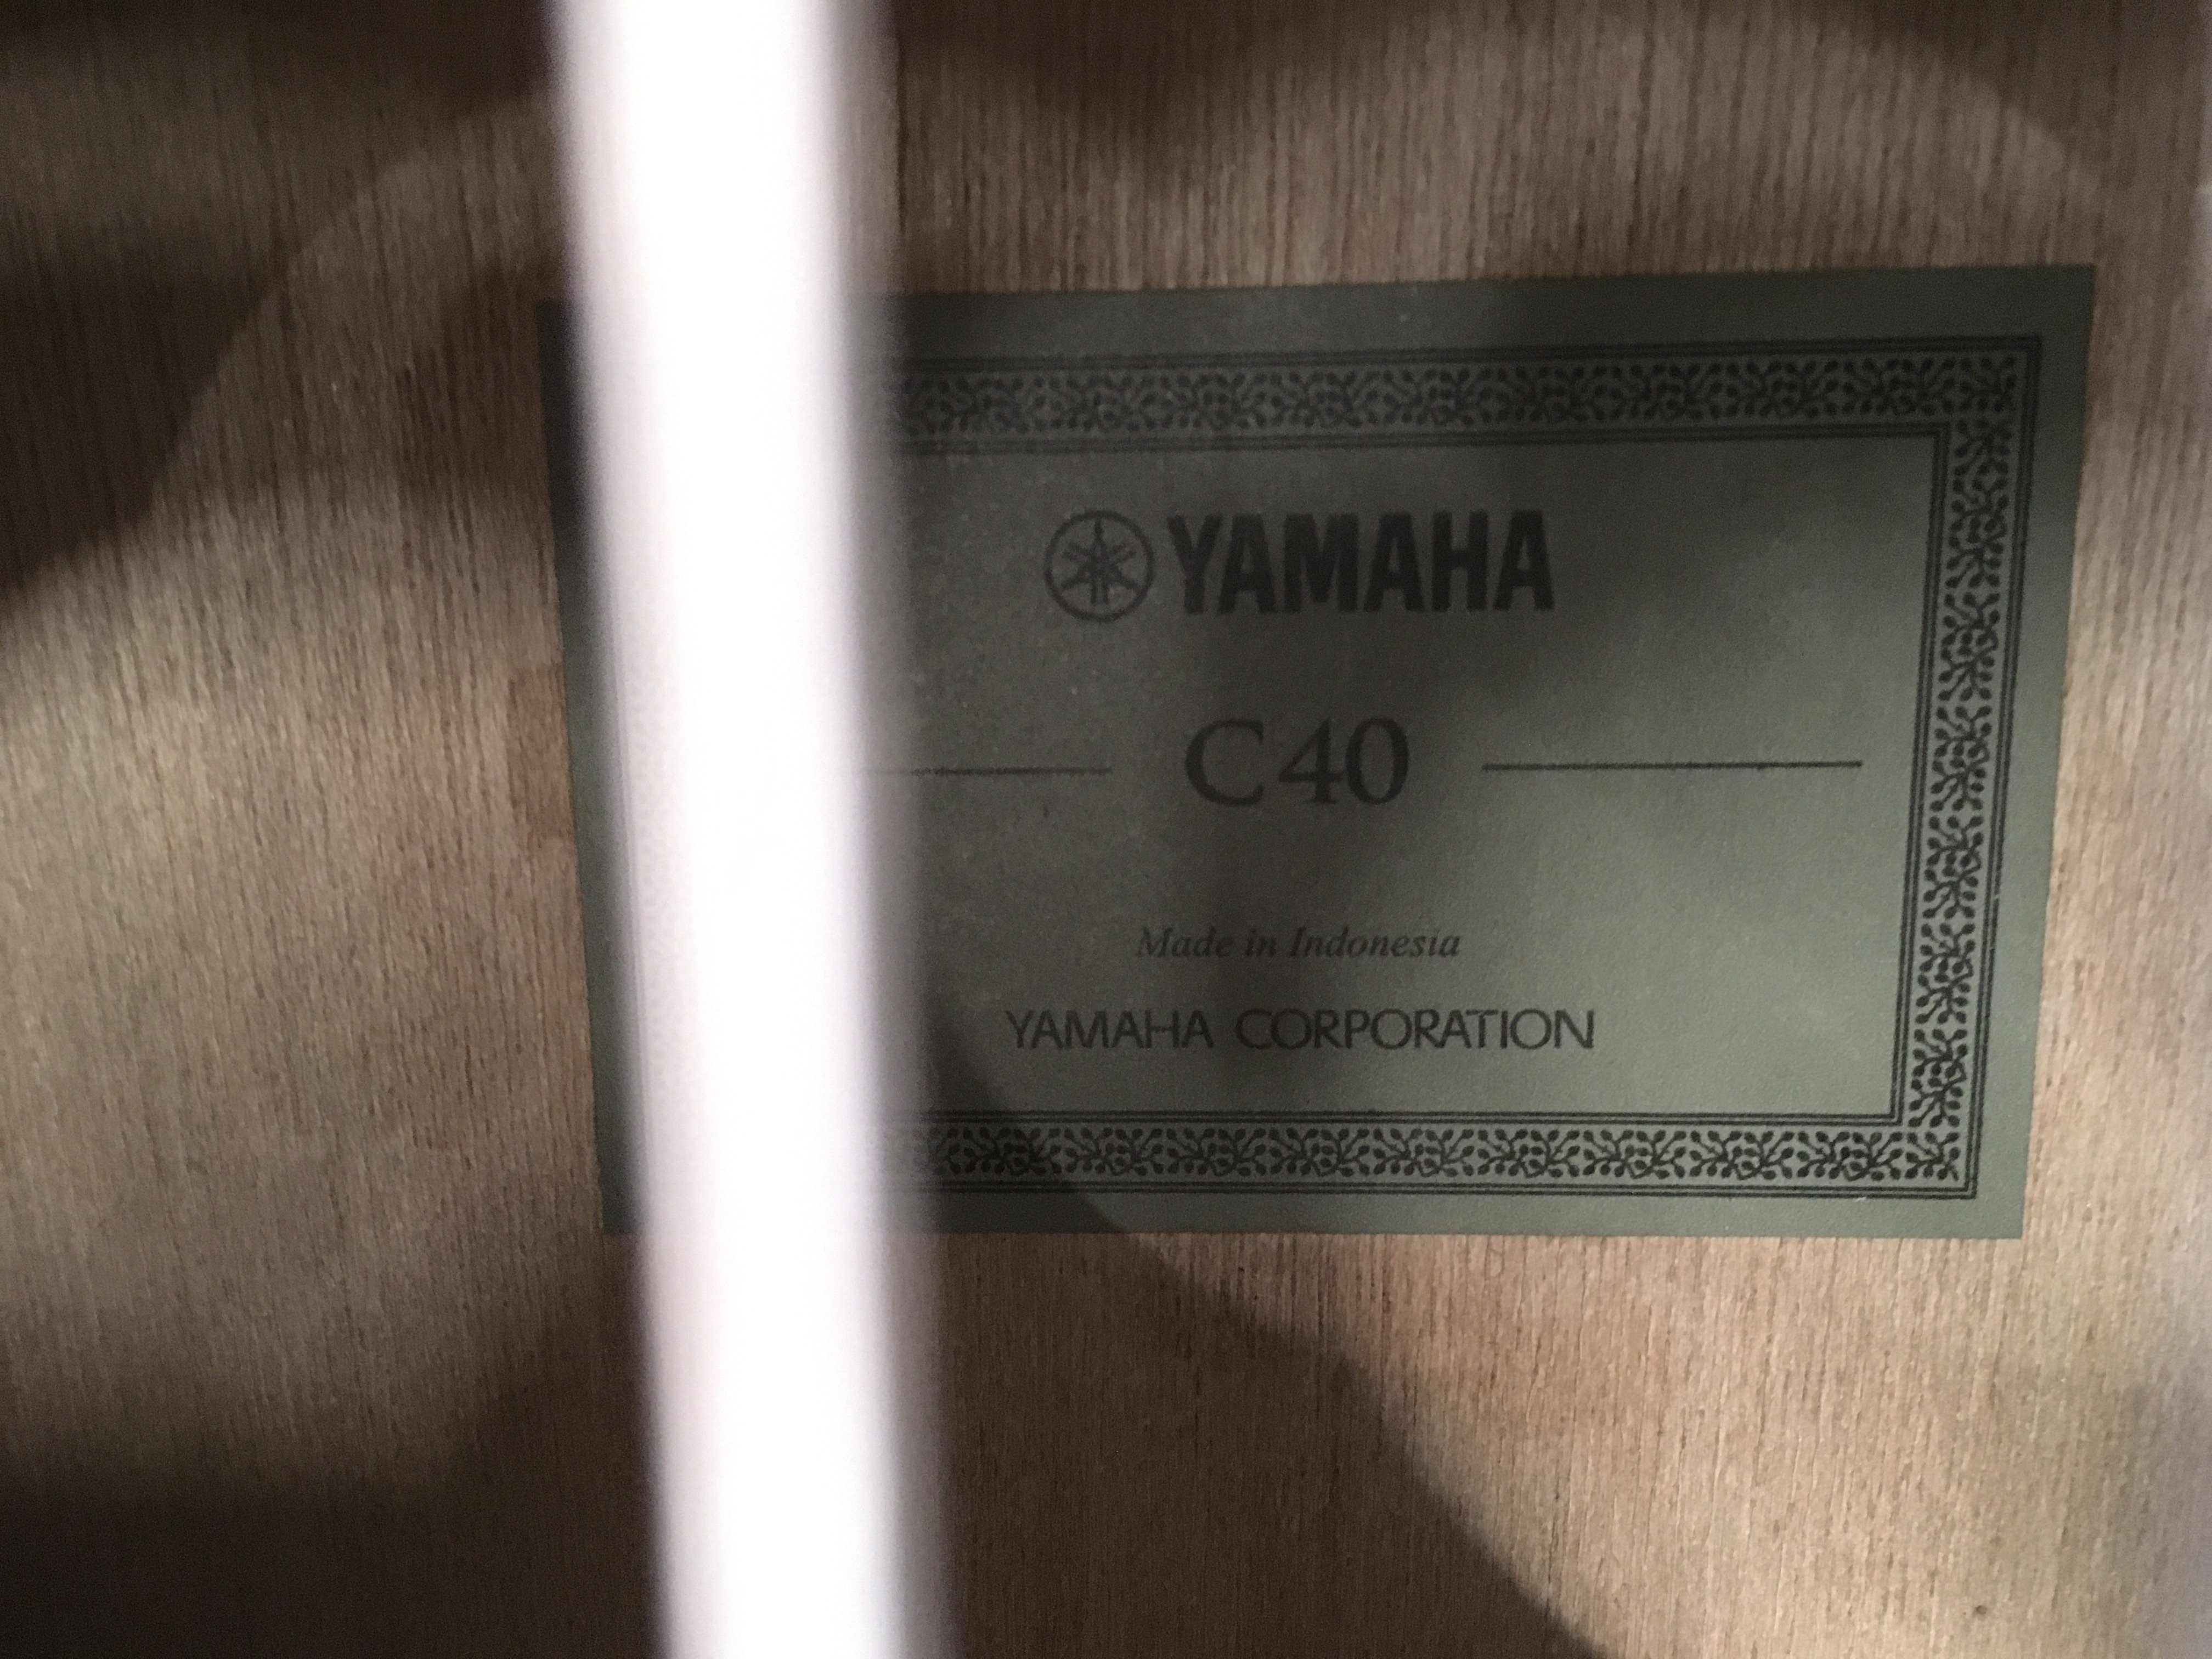 YAMAHA
C40
Made in Indonesia
YAMAHA CORPORATION